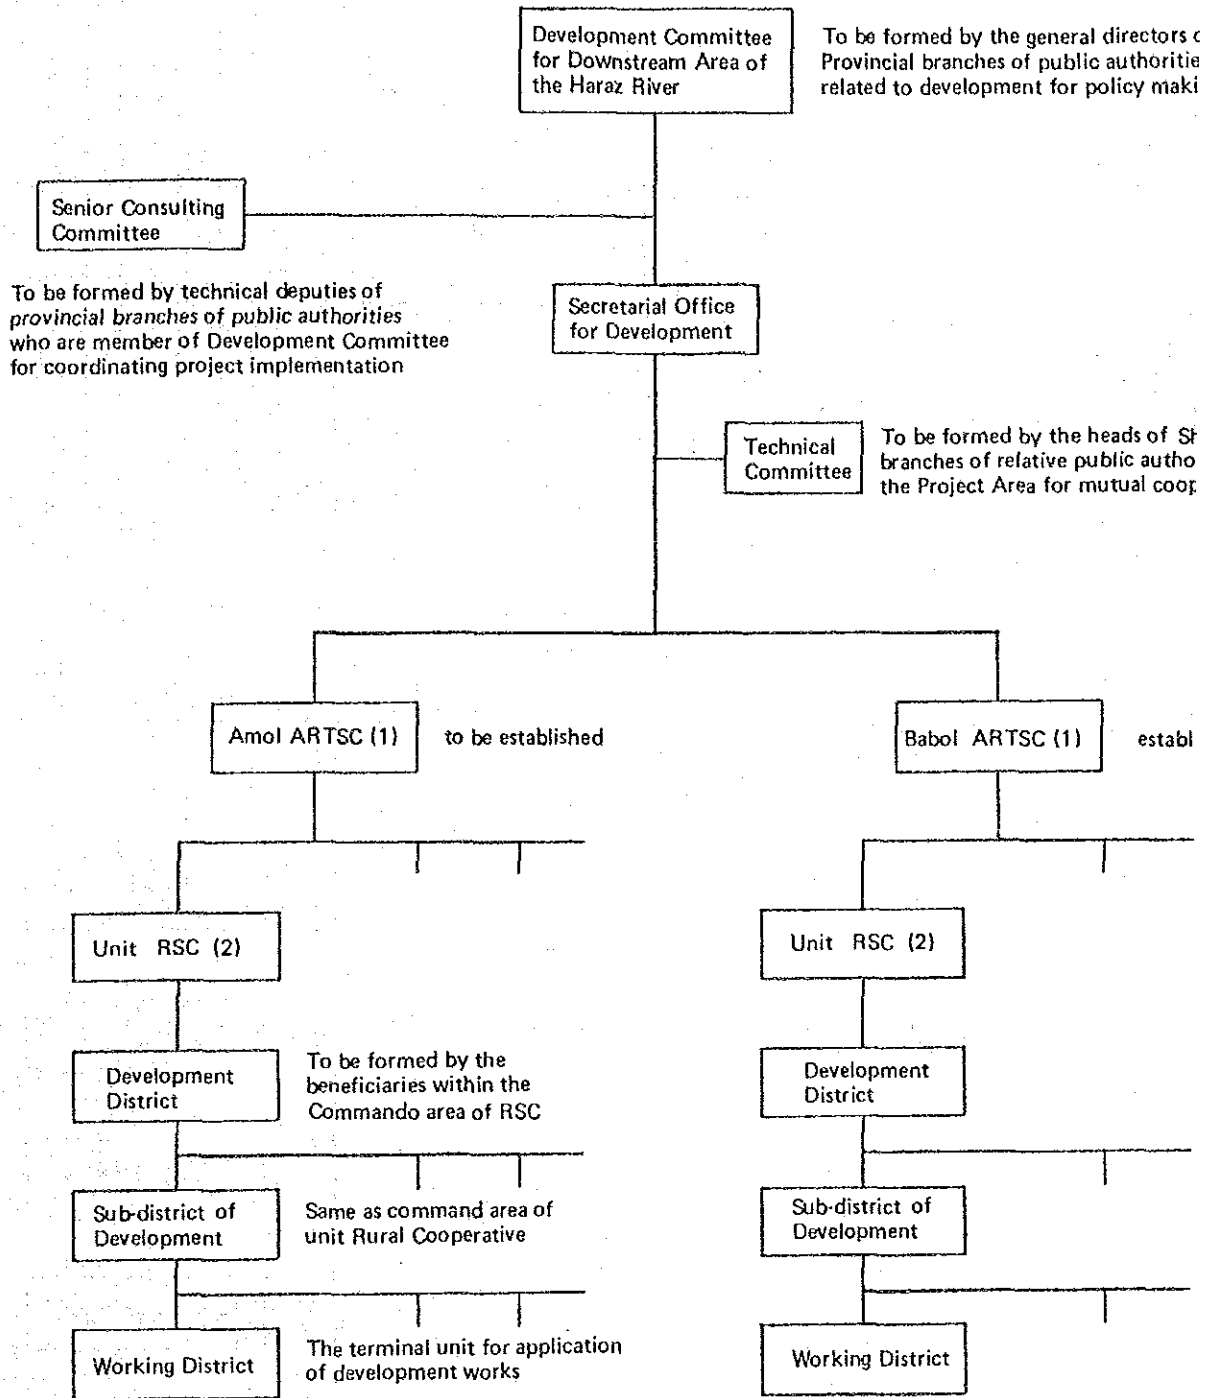 Development Committee
for Downstream Area of
the Haraz River
To be formed by the general directors
Provincial branches of public
related to development for policy
Senior Consulting
Committee
To be formed by technical deputies of
provincial branches of public authorities
who are member of Development Committee
for coordinating project implementation
Secretarial Office
for Development
Technical
Committee
To be formed by the heads of
branches of relative public
the Project Area for mutual
Amol ARTSC (1)
to be established
Babol ARTSC (1)
Unit RSC (2)
Unit RSC (2)
Development
District
To be formed by the
beneficiaries within the
Commando area of RSC
Development
District
Sub-district of
Development
Same as command area of
unit Rural Cooperative
Sub-district of
Development
Working District
The terminal unit for application
of development works
Working District